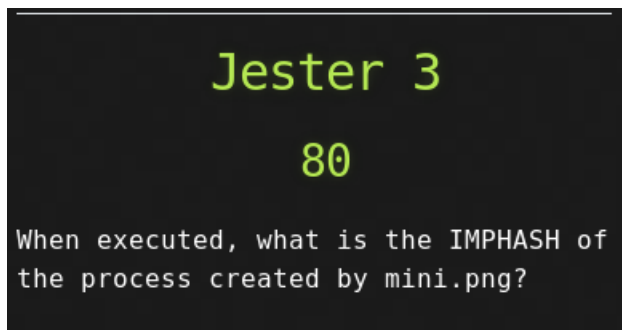 Jester 3
80
When executed, what is the IMPHASH of
the process created by mini.png?